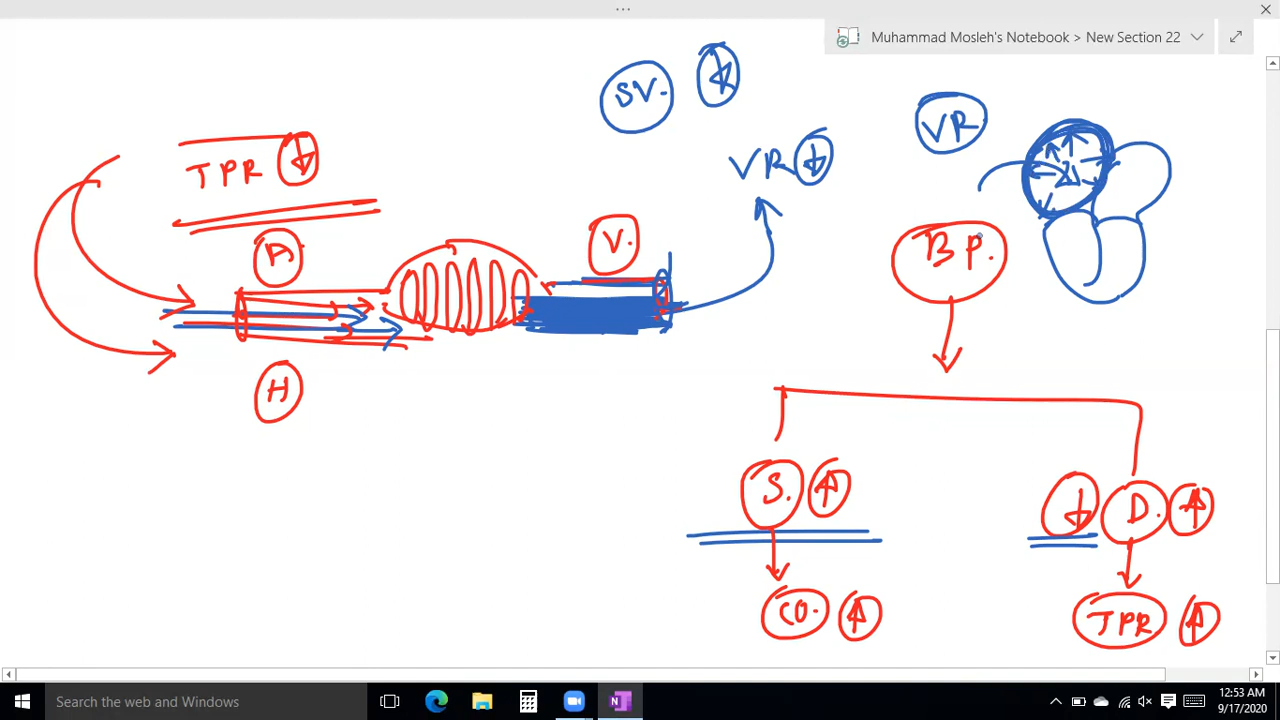 ...
Muhammad Mosleh's Notebook > New Section 22
SV. ↓
VR
TPR ↓
VR ↓
A
V.
B P.
H
S. ↑
↓ D. ↑
CO. ↑
TPR ↑
Search the web and Windows
12:53 AM
9/17/2020